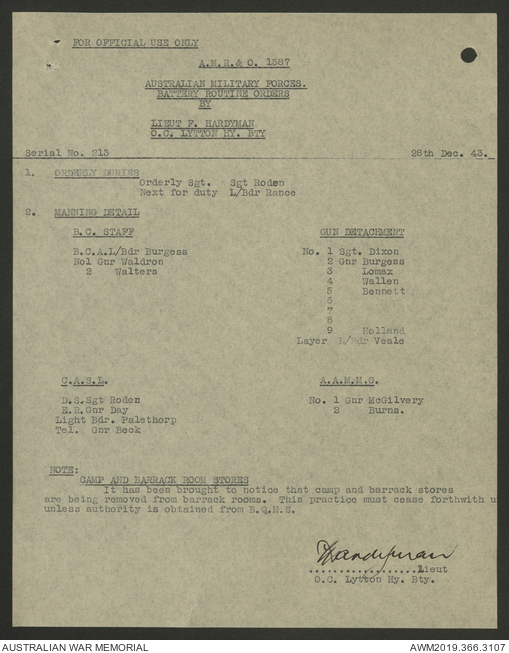 FOR OFFICIAL USE ONLY
A.M.R.& O. 1587
AUSTRALIAN MILITARY FORCES.
BATTERY ROUTINE ORDERS
BY
LIEUT F. HARDYMAN
O.C. LYTTON HY. BTY
Serial No. 213 28th Dec. 43.
1. ORDERLY DUTIES
Orderly Sgt. Sgt Roden
Next for duty L/Bdr Rance
2. MANNING DETAIL
B.C. STAFF
B.C.A.L/Bdr Burgess
No1 Gnr Waldron
2 Walters
GUN DETACHMENT
No. 1 Sgt. Dixon
2 Gnr Burgess
3 Lomax
4 Wallen
5 Bennett
6
7
8
9 Holland
Layer L/Bdr Veale
C.A.S.L.
D.S.Sgt Roden
E.R.Gnr Day
Light Bdr. Palethorp
Tel. Gnr Beck
A.A.M.M.G.
No. 1 Gnr McGilvery
2 Burns.
NOTE:
CAMP AND BARRACK ROOM STORES
It has been brought to notice that camp and barrack stores
are being removed from barrack rooms. This practice must cease forthwith u
unless authority is obtained from B.Q.M.S.
Hardyman
..................Lieut
O.C. Lytton Hy. Bty.
AUSTRALIAN WAR MEMORIAL AWM2019.366.3107